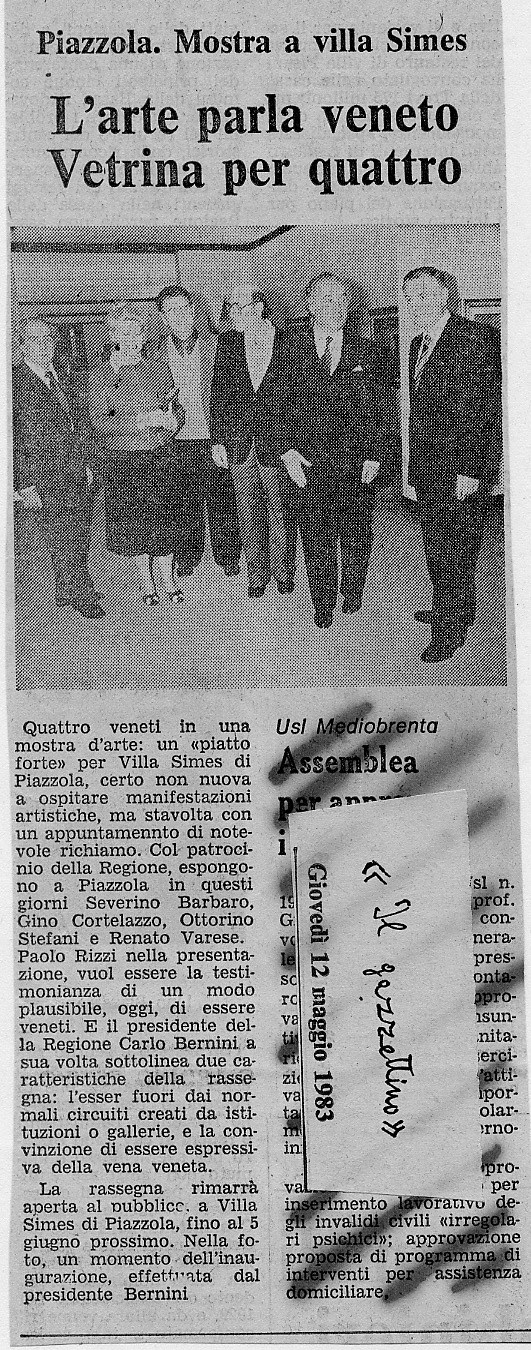 Piazzola. Mostra a villa Simes
L'arte parla veneto
Vetrina per quattro
Quattro veneti in una
mostra d'arte: un «piatto
forte» per Villa Simes di
Piazzola, certo non nuova
a ospitare manifestazioni
artistiche, ma stavolta con
un appuntamennto di note-
vole richiamo. Col patroci-
nio della Regione, espongo-
no a Piazzola in questi
giorni Severino Barbaro,
Gino Cortelazzo, Ottorino
Stefani e Renato Varese.
Paolo Rizzi nella presenta-
zione, vuol essere la testi-
monianza di un modo
plausibile, oggi, di essere
veneti. E il presidente del-
la Regione Carlo Bernini a
sua volta sottolinea due ca-
ratteristiche della rasse-
gna: l'esser fuori dai nor-
mali circuiti creati da isti-
tuzioni o gallerie, e la con-
vinzione di essere espressi-
va della vena veneta.
La rassegna rimarrà
aperta al pubblico, a Villa
Simes di Piazzola, fino al 5
giugno prossimo. Nella fo-
to, un momento dell'inau-
gurazione, effettuata dal
presidente Bernini
Usl Mediobrenta
Assemblea
per
i
«Il gazzettino»
Giovedì 12 maggio 1983
n.
prof.
con-
per
inserimento lavorativo de-
gli invalidi civili «irregola-
ri psichici»; approvazione
proposta di programma di
interventi per assistenza
domiciliare,